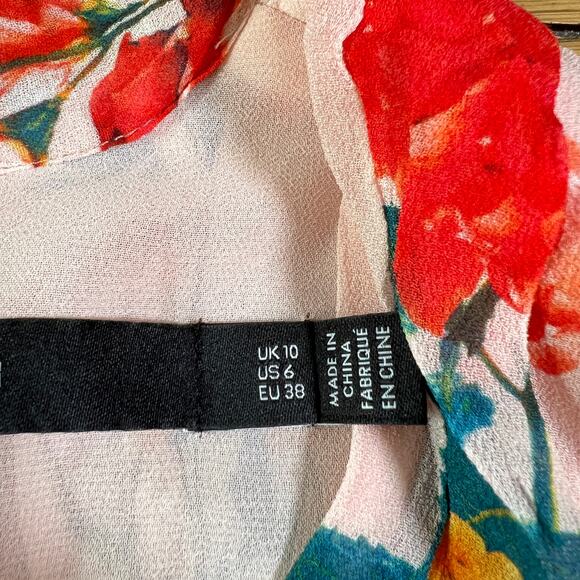 UK 10
US 6
EU 38
MADE IN
CHINA
FABRIQUÉ
EN CHINE